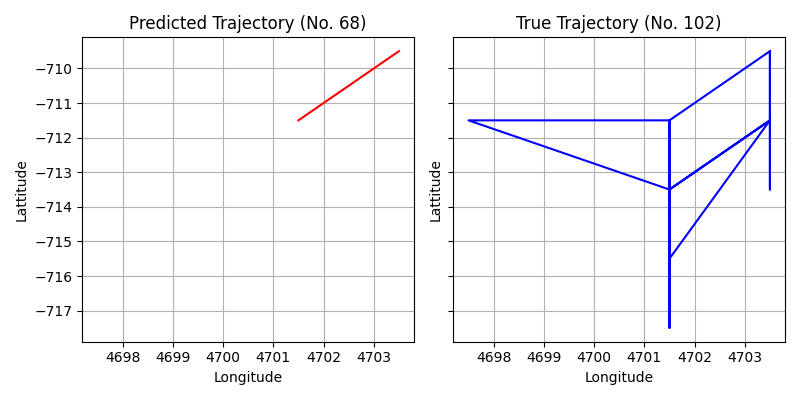 Predicted Trajectory (No. 68)
True Trajectory (No. 102)
−710
−711
−712
−713
−714
−715
−716
−717
Lattitude
Lattitude
4698 4699 4700 4701 4702 4703
4698 4699 4700 4701 4702 4703
Longitude
Longitude